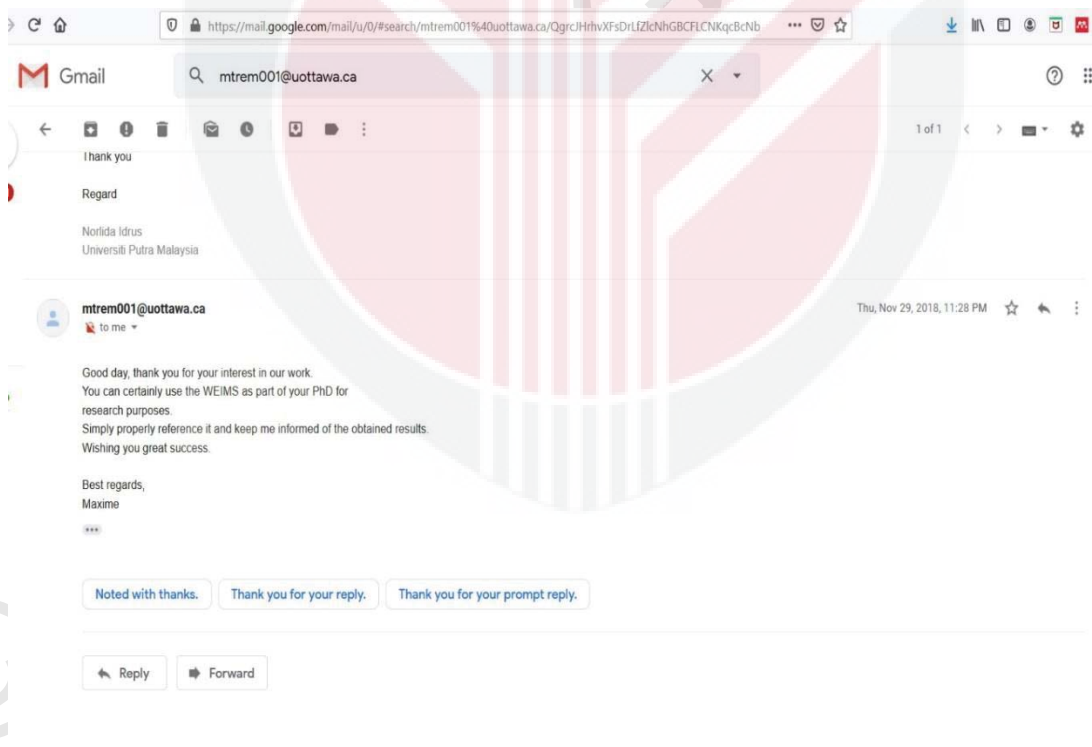 https://mail.google.com/mail/u/0/#search/mtrem001%40uottawa.ca/QgrcJHrhvXFsDrLfZlcNhGBCFLCNKqcBcNb
Gmail
mtrem001@uottawa.ca
1 of 1
Thank you
Regard
Norlida Idrus
Universiti Putra Malaysia
mtrem001@uottawa.ca
Thu, Nov 29, 2018, 11:28 PM
to me
Good day, thank you for your interest in our work.
You can certainly use the WEIMS as part of your PhD for
research purposes.
Simply properly reference it and keep me informed of the obtained results.
Wishing you great success.
Best regards,
Maxime
Noted with thanks. Thank you for your reply. Thank you for your prompt reply.
Reply Forward